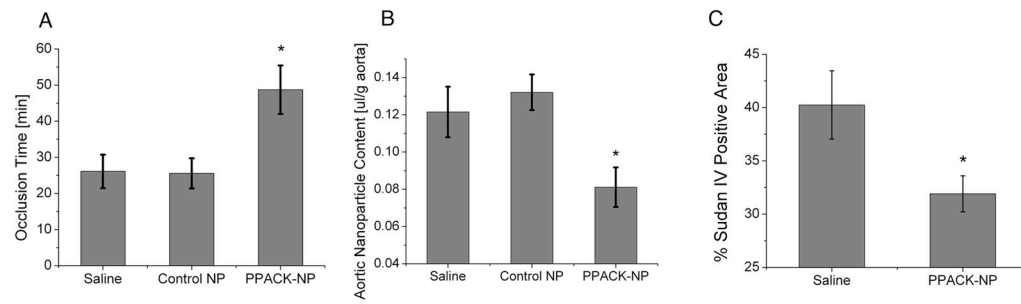 A
Occlusion Time [min]
60
50
40
30
20
10
0
*
Saline
Control NP
PPACK-NP
B
Aortic Nanoparticle Content [ul/g aorta]
0.14
0.12
0.10
0.08
0.06
0.04
*
Saline
Control NP
PPACK-NP
C
% Sudan IV Positive Area
45
40
35
30
25
*
Saline
PPACK-NP